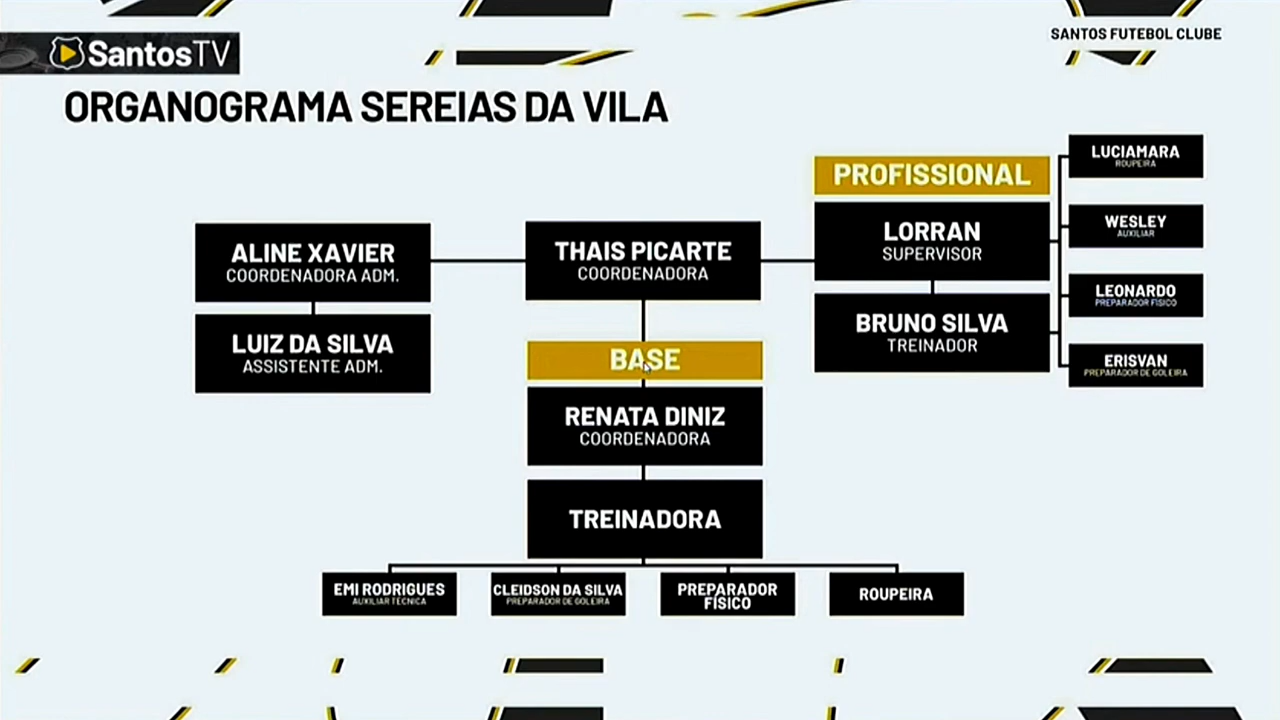 SANTOS FUTEBOL CLUBE
SantosTV
ORGANOGRAMA SEREIAS DA VILA
ALINE XAVIER
COORDENADORA ADM.
LUIZ DA SILVA
ASSISTENTE ADM.
THAIS PICARTE
COORDENADORA
PROFISSIONAL
LORRAN
SUPERVISOR
BRUNO SILVA
TREINADOR
LUCIAMARA
ROUPEIRA
WESLEY
AUXILIAR
LEONARDO
PREPARADOR FÍSICO
ERISVAN
PREPARADOR DE GOLEIRA
BASE
RENATA DINIZ
COORDENADORA
TREINADORA
EMI RODRIGUES
AUXILIAR TÉCNICA
CLEIDSON DA SILVA
PREPARADOR DE GOLEIRA
PREPARADOR
FÍSICO
ROUPEIRA